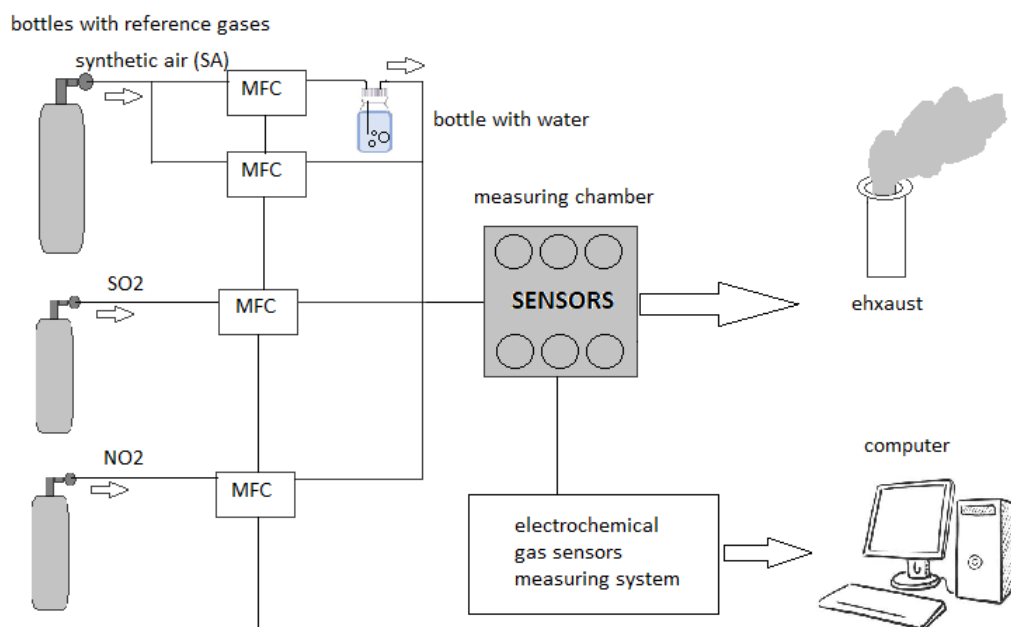 bottles with reference gases
synthetic air (SA)
MFC
bottle with water
MFC
measuring chamber
SO2
MFC
SENSORS
ehxaust
NO2
MFC
computer
electrochemical
gas sensors
measuring system